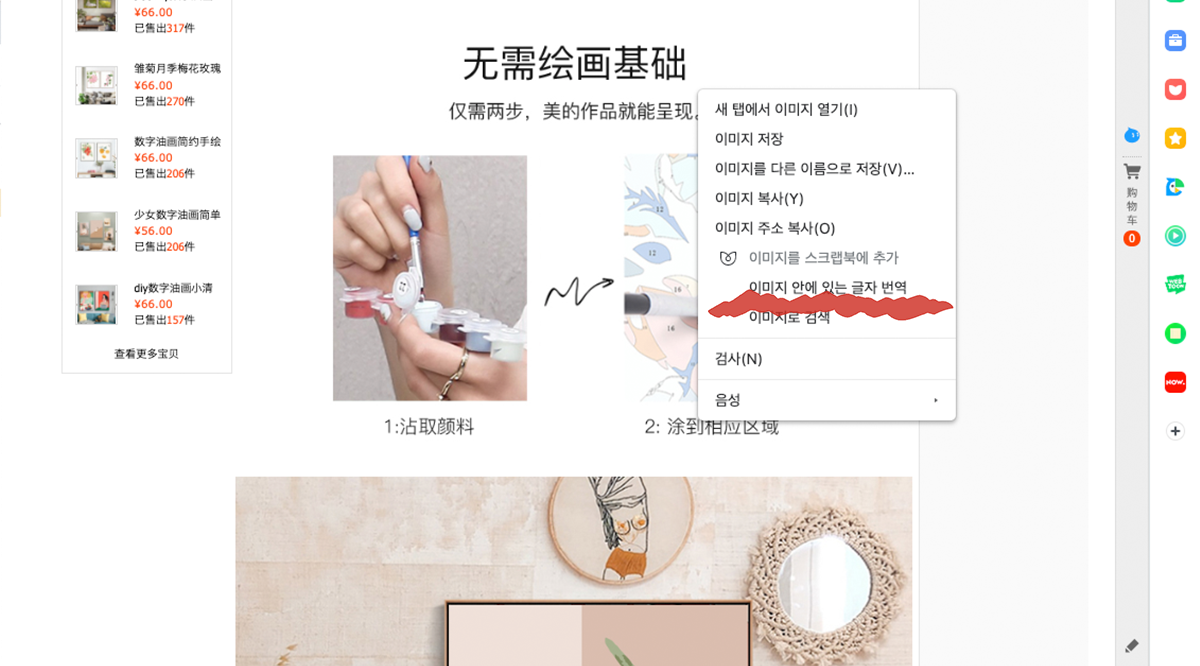 ¥66.00
已售出317件
雏菊月季梅花玫瑰
¥66.00
已售出270件
数字油画简约手绘
¥66.00
已售出206件
少女数字油画简单
¥56.00
已售出206件
diy数字油画小清
¥66.00
已售出157件
查看更多宝贝
无需绘画基础
仅需两步，美的作品就能呈现。
12
12
16
16
1:沾取颜料
2: 涂到相应区域
새 탭에서 이미지 열기(I)
이미지 저장
이미지를 다른 이름으로 저장(V)...
이미지 복사(Y)
이미지 주소 복사(O)
이미지를 스크랩북에 추가
이미지 안에 있는 글자 번역
이미지로 검색
검사(N)
음성
购物车
0
WEBTOON
NOW.